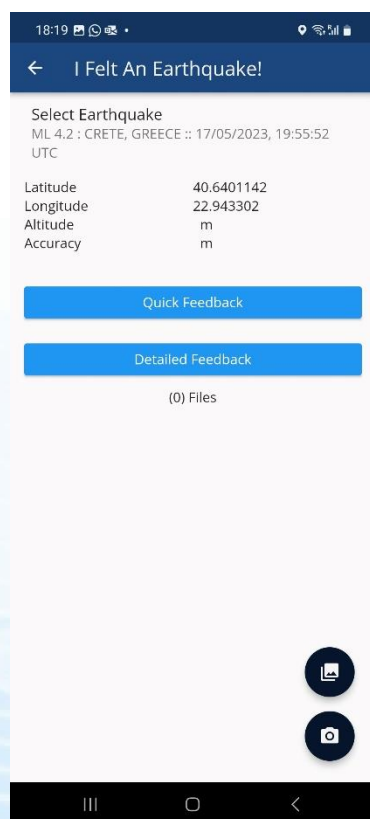 18:19
I Felt An Earthquake!
Select Earthquake
ML 4.2 : CRETE, GREECE :: 17/05/2023, 19:55:52
UTC
Latitude 40.6401142
Longitude 22.943302
Altitude m
Accuracy m
Quick Feedback
Detailed Feedback
(0) Files